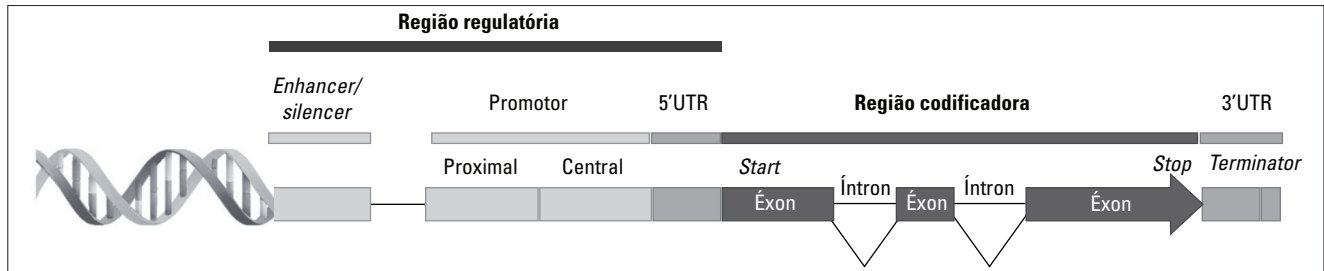 Região regulatória
Enhancer/
silencer
Promotor
5'UTR
Região codificadora
3'UTR
Proximal
Central
Start
Stop
Terminator
Íntron
Íntron
Éxon
Éxon
Éxon